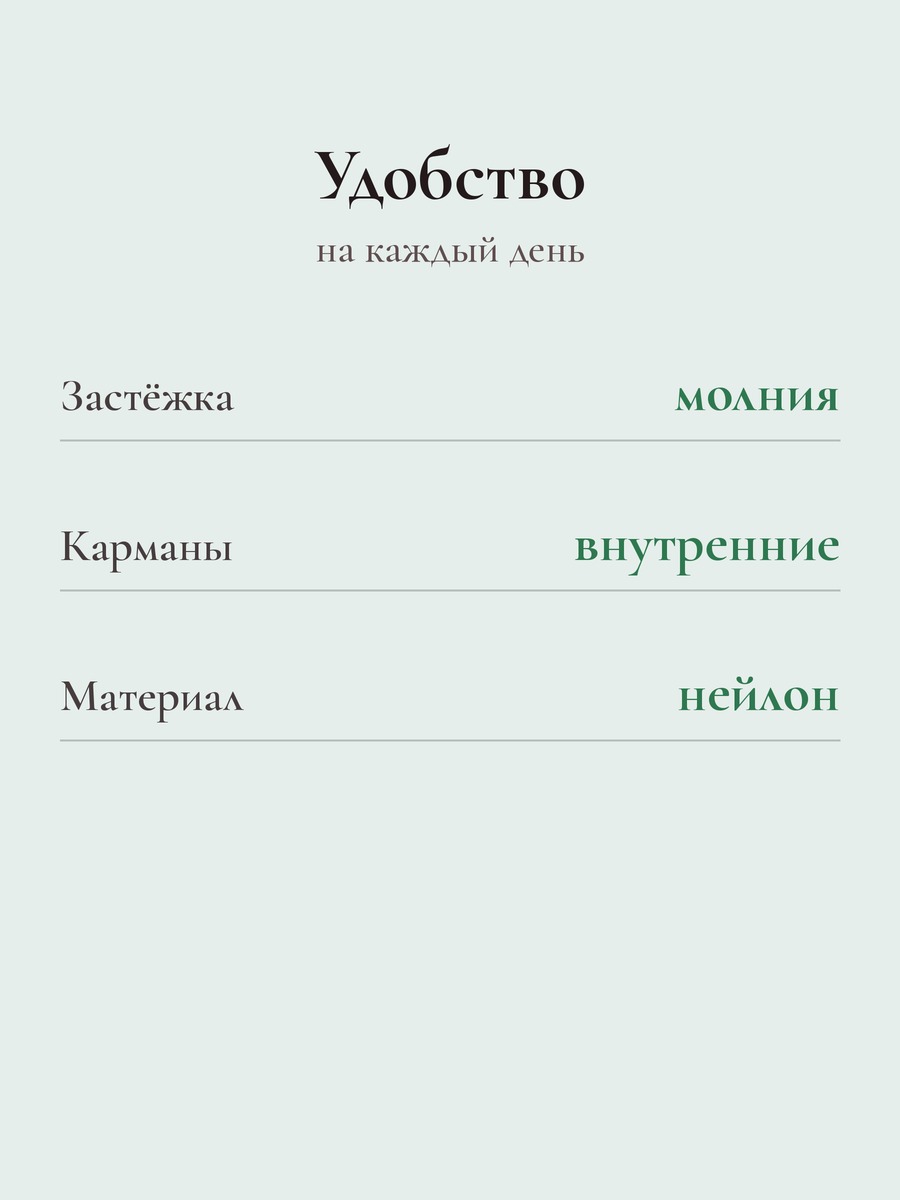 Удобство
на каждый день
Застёжка молния
Карманы внутренние
Материал нейлон